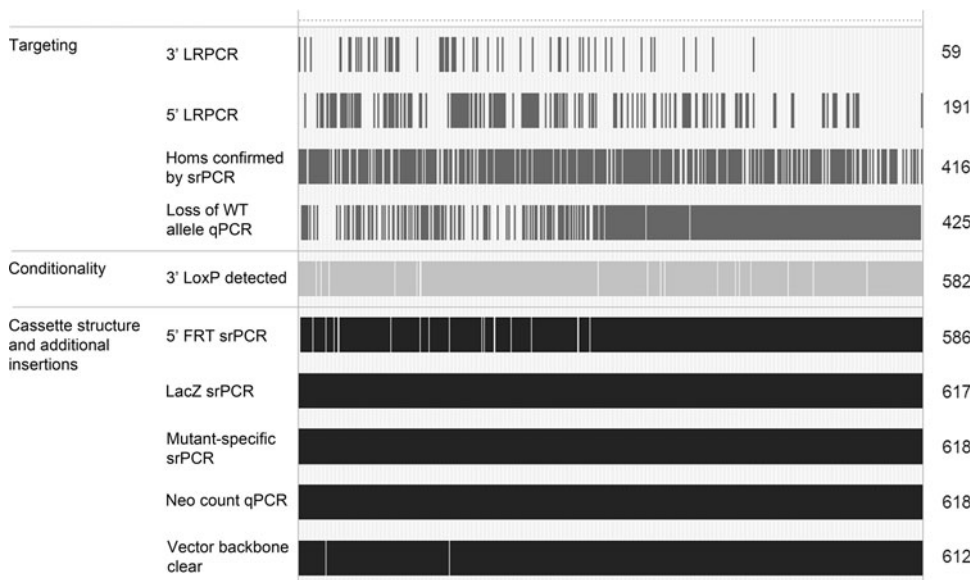 Targeting
3' LRPCR
59
5' LRPCR
191
Homs confirmed
by srPCR
416
Loss of WT
allele qPCR
425
Conditionality
3' LoxP detected
582
Cassette structure
and additional
insertions
5' FRT srPCR
586
LacZ srPCR
617
Mutant-specific
srPCR
618
Neo count qPCR
618
Vector backbone
clear
612